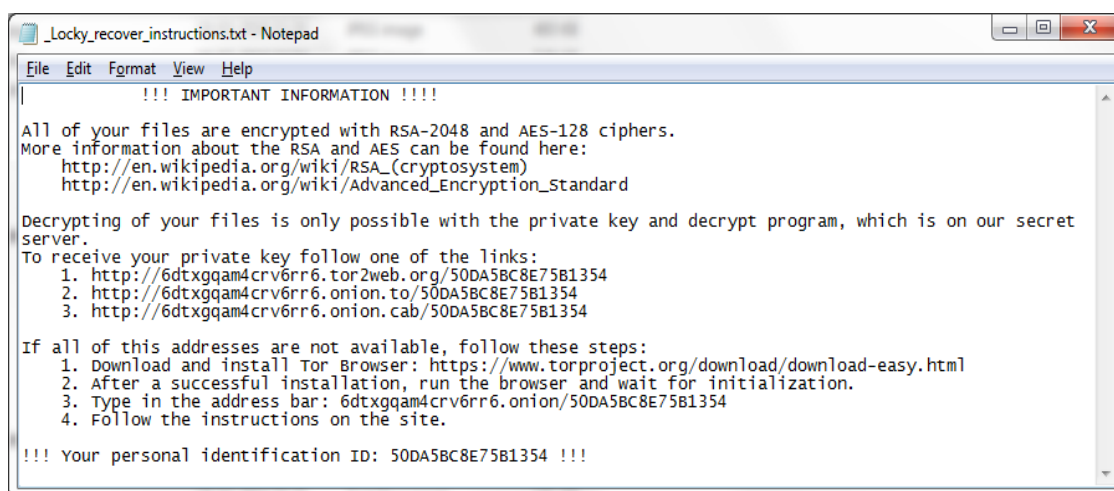 _Locky_recover_instructions.txt - Notepad
File Edit Format View Help
!!! IMPORTANT INFORMATION !!!!
All of your files are encrypted with RSA-2048 and AES-128 ciphers.
More information about the RSA and AES can be found here:
http://en.wikipedia.org/wiki/RSA_(cryptosystem)
http://en.wikipedia.org/wiki/Advanced_Encryption_Standard
Decrypting of your files is only possible with the private key and decrypt program, which is on our secret
server.
To receive your private key follow one of the links:
1. http://6dtxgqam4crv6rr6.tor2web.org/50DA5BC8E75B1354
2. http://6dtxgqam4crv6rr6.onion.to/50DA5BC8E75B1354
3. http://6dtxgqam4crv6rr6.onion.cab/50DA5BC8E75B1354
If all of this addresses are not available, follow these steps:
1. Download and install Tor Browser: https://www.torproject.org/download/download-easy.html
2. After a successful installation, run the browser and wait for initialization.
3. Type in the address bar: 6dtxgqam4crv6rr6.onion/50DA5BC8E75B1354
4. Follow the instructions on the site.
!!! Your personal identification ID: 50DA5BC8E75B1354 !!!